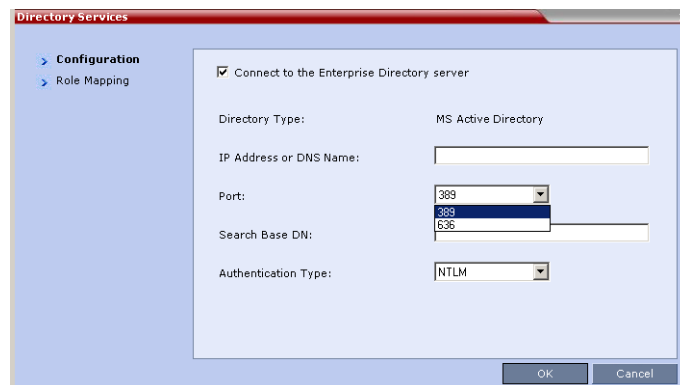 Directory Services
Configuration
Role Mapping
Connect to the Enterprise Directory server
Directory Type: MS Active Directory
IP Address or DNS Name:
Port: 389
389
636
Search Base DN:
Authentication Type: NTLM
OK Cancel